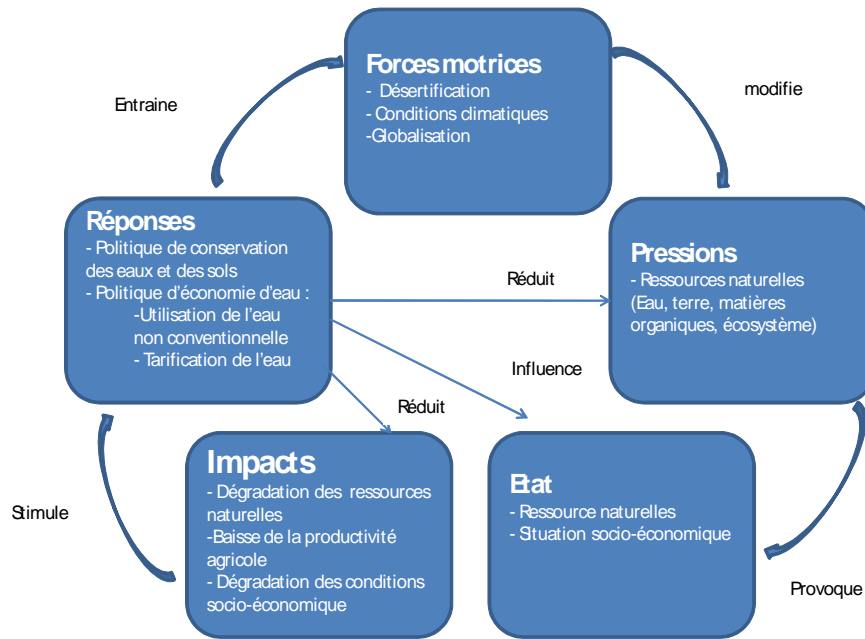 Forces motrices
- Désertification
- Conditions climatiques
-Globalisation
Entraine
modifie
Réponses
- Politique de conservation
des eaux et des sols
- Politique d'économie d'eau :
-Utilisation de l'eau
non conventionnelle
- Tarification de l'eau
Pressions
- Ressources naturelles
(Eau, terre, matières
organiques, écosystème)
Réduit
Influence
Réduit
Impacts
- Dégradation des ressources
naturelles
-Baisse de la productivité
agricole
- Dégradation des conditions
socio-économique
Etat
- Ressource naturelles
- Situation socio-économique
Stimule
Provoque